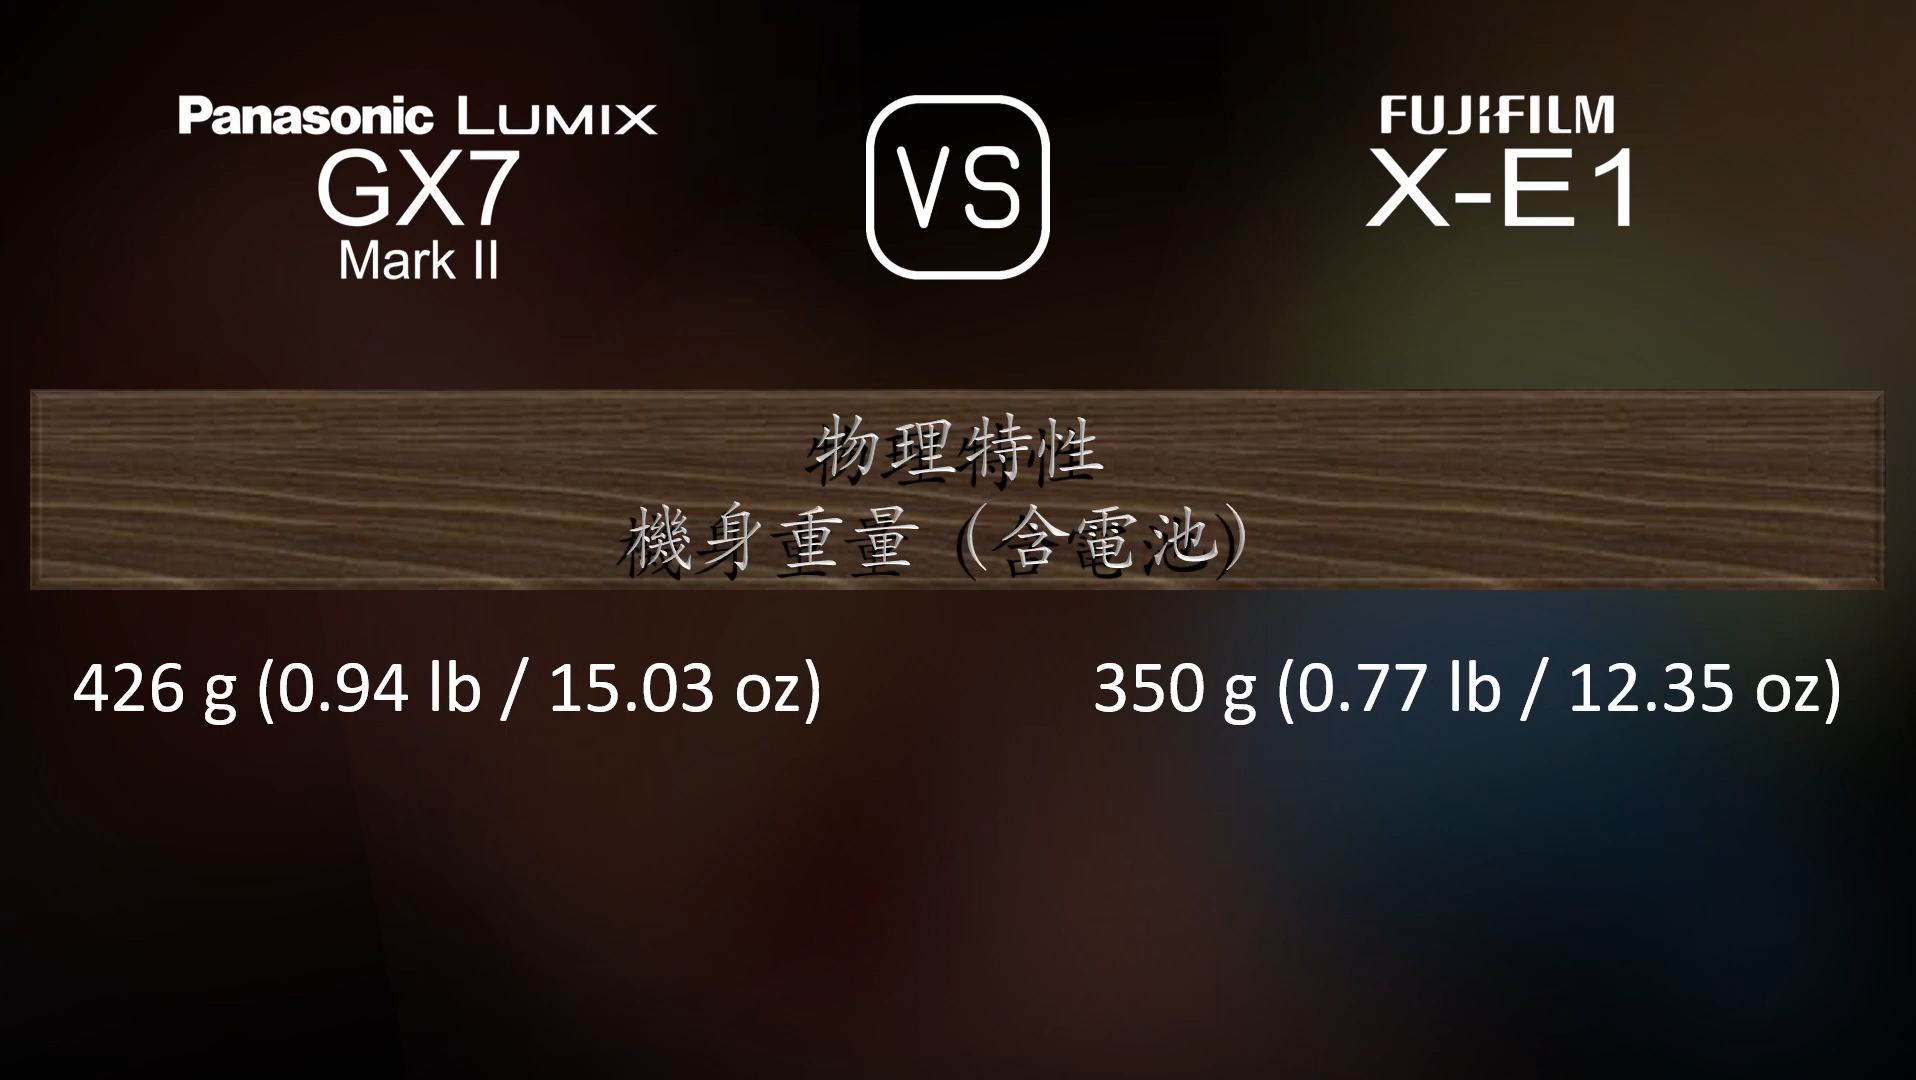 Panasonic LUMIX
GX7
Mark II
VS
FUJIFILM
X-E1
物理特性
機身重量（含電池）
426 g (0.94 lb / 15.03 oz)
350 g (0.77 lb / 12.35 oz)